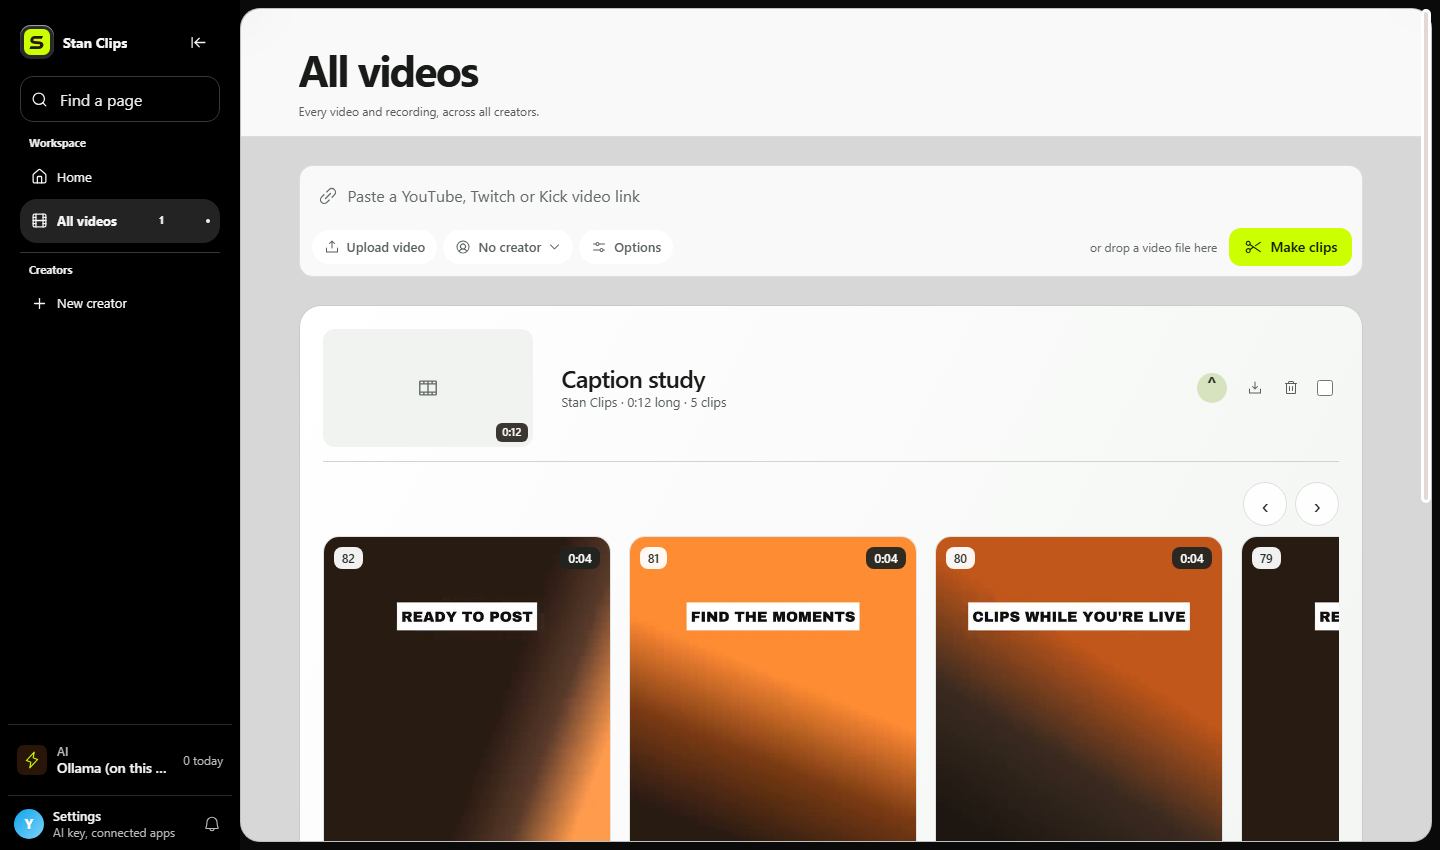 Stan Clips
Find a page
Workspace
Home
All videos 1
Creators
New creator
AI
Ollama (on this ... 0 today
Y
Settings
AI key, connected apps
All videos
Every video and recording, across all creators.
Paste a YouTube, Twitch or Kick video link
Upload video No creator Options or drop a video file here Make clips
0:12
Caption study
Stan Clips · 0:12 long · 5 clips
82 0:04
READY TO POST
81 0:04
FIND THE MOMENTS
80 0:04
CLIPS WHILE YOU'RE LIVE
79
RE